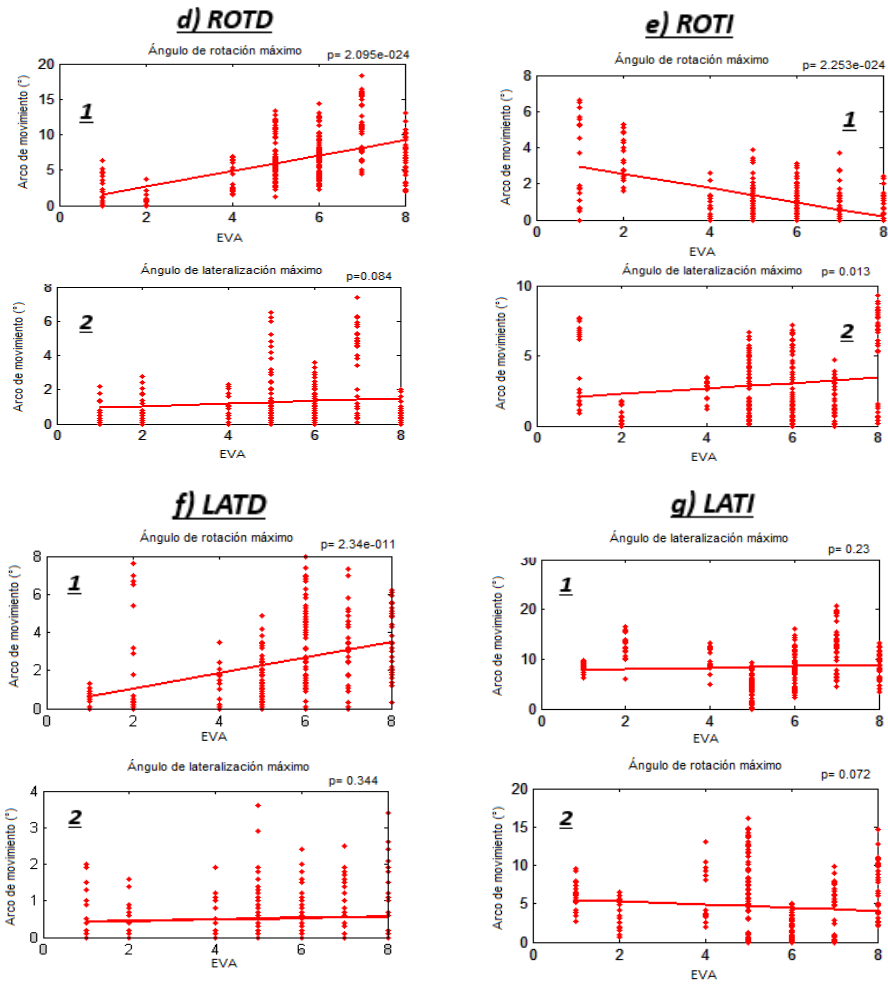 d) ROTD
Ángulo de rotación máximo
p= 2.095e-024
Arco de movimiento (°)
20
15
10
5
0
1
0
2
4
6
8
EVA
Ángulo de lateralización máximo
p=0.084
Arco de movimiento (°)
8
6
4
2
0
2
0
2
4
6
8
EVA
e) ROTI
Ángulo de rotación máximo
p= 2.253e-024
Arco de movimiento (°)
8
6
4
2
0
1
0
2
4
6
8
EVA
Ángulo de lateralización máximo
p= 0.013
Arco de movimiento (°)
10
5
0
2
0
2
4
6
8
EVA
f) LATD
Ángulo de rotación máximo
p= 2.34e-011
Arco de movimiento (°)
8
6
4
2
0
1
0
2
4
6
8
EVA
Ángulo de lateralización máximo
p= 0.344
Arco de movimiento (°)
4
3
2
1
0
2
0
2
4
6
8
EVA
g) LATI
Ángulo de lateralización máximo
p= 0.23
Arco de movimiento (°)
30
20
10
0
1
0
2
4
6
8
EVA
Ángulo de rotación máximo
p= 0.072
Arco de movimiento (°)
20
15
10
5
0
2
0
2
4
6
8
EVA